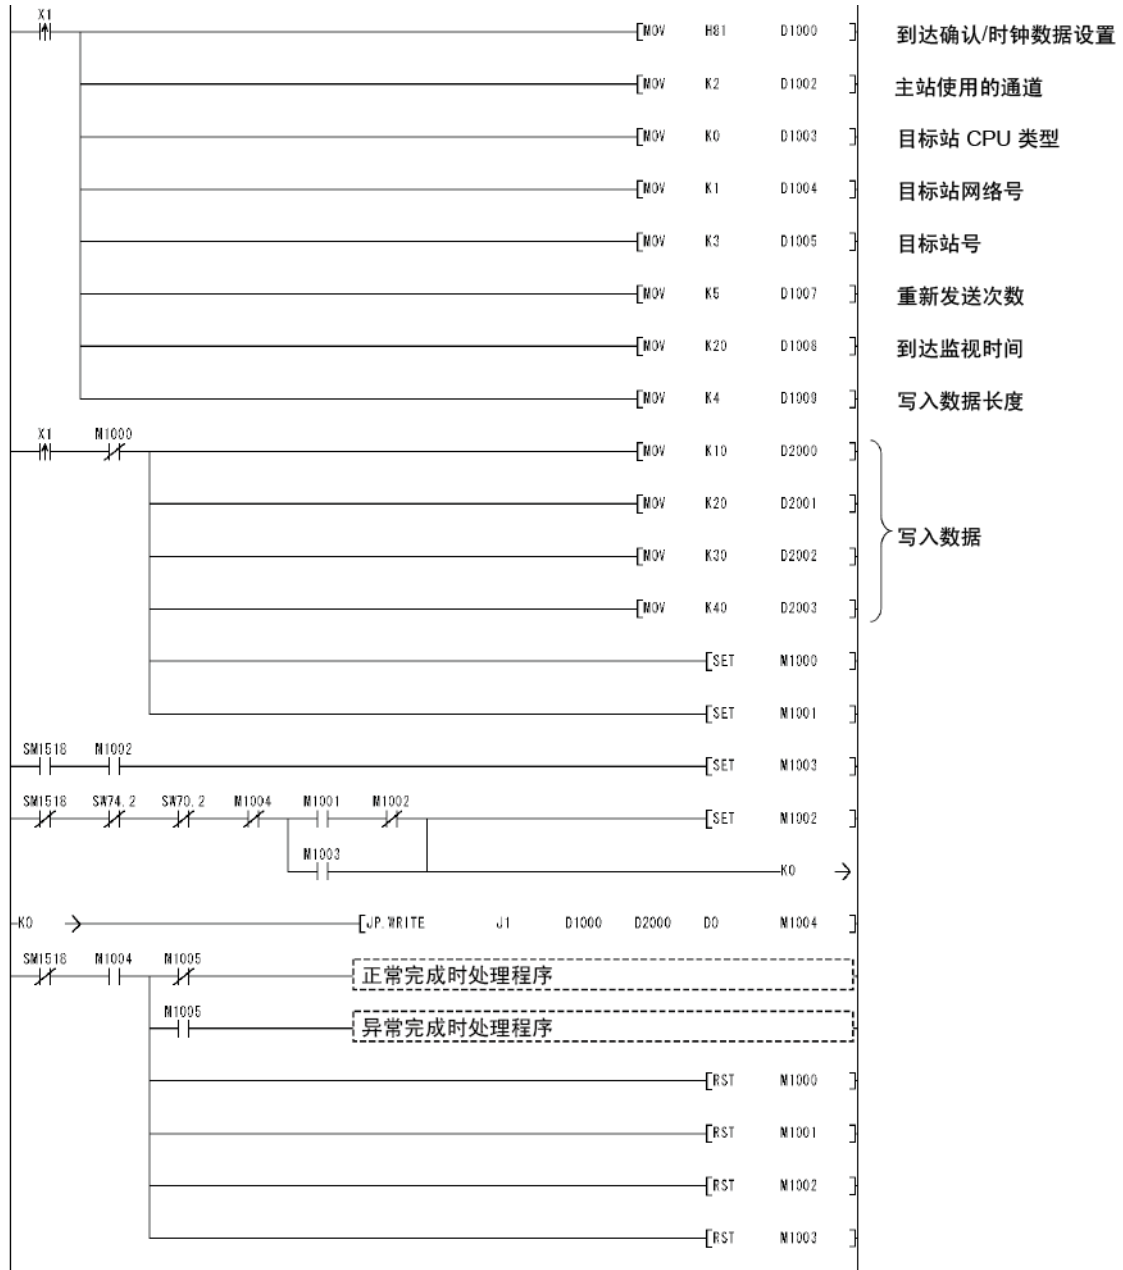 X1
MOV H81 D1000 到达确认/时钟数据设置
MOV K2 D1002 主站使用的通道
MOV K0 D1003 目标站 CPU 类型
MOV K1 D1004 目标站网络号
MOV K3 D1005 目标站号
MOV K5 D1007 重新发送次数
MOV K20 D1008 到达监视时间
MOV K4 D1009 写入数据长度
X1 M1000
MOV K10 D2000
MOV K20 D2001
写入数据
MOV K30 D2002
MOV K40 D2003
SET M1000
SET M1001
SM1518 M1002
SET M1003
SM1518 SW74.2 SW70.2 M1004 M1001 M1002
SET M1002
M1003
K0
K0 JP.WRITE J1 D1000 D2000 D0 M1004
SM1518 M1004 M1005
正常完成时处理程序
M1005
异常完成时处理程序
RST M1000
RST M1001
RST M1002
RST M1003